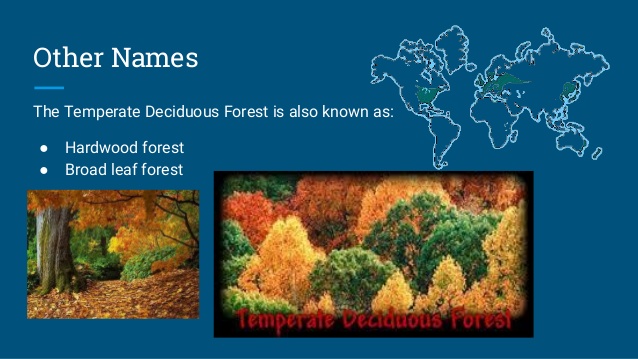 Other Names
The Temperate Deciduous Forest is also known as:
● Hardwood forest
● Broad leaf forest
Temperate Deciduous Forest